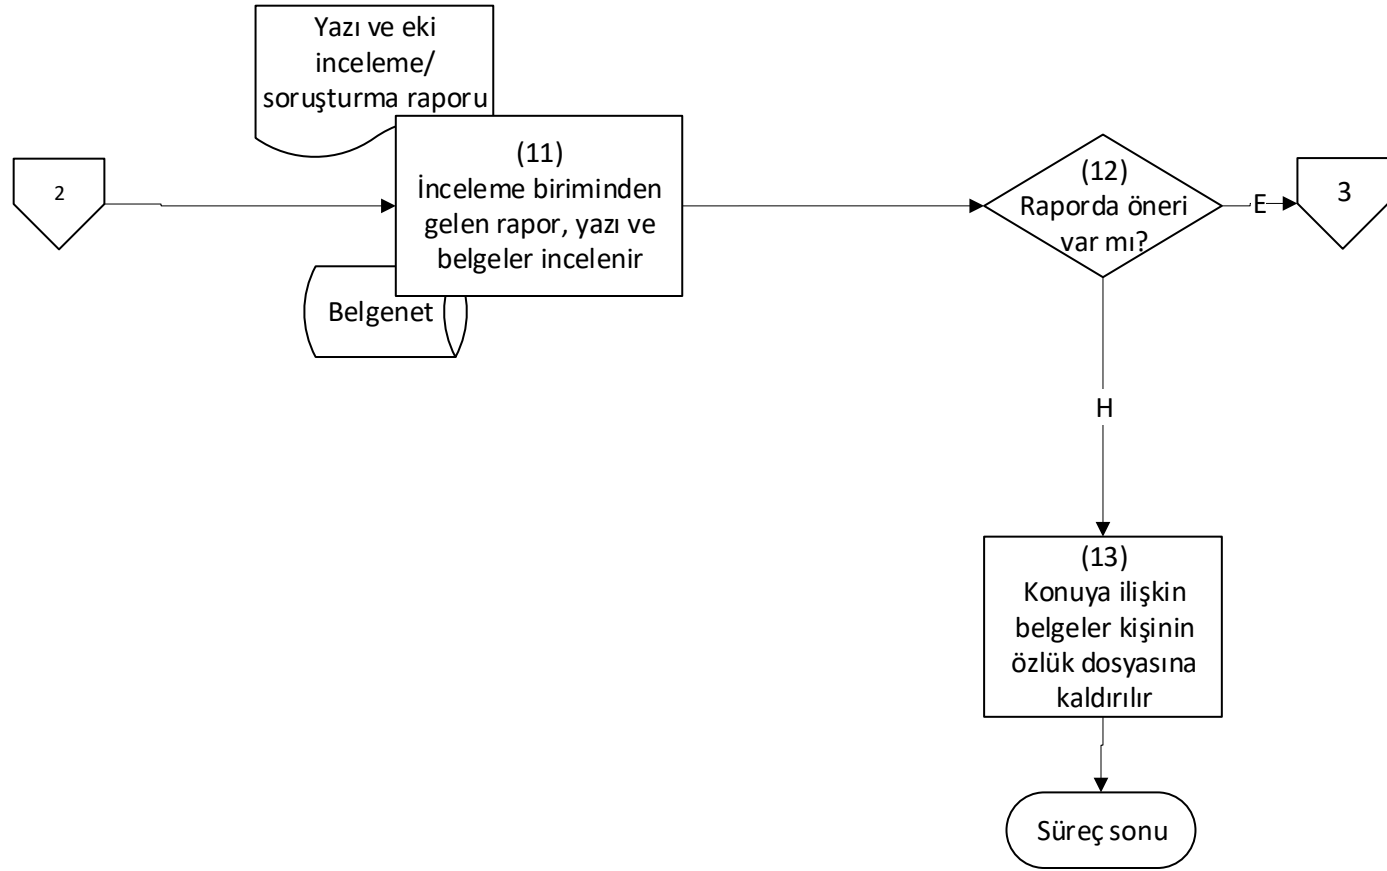 Yazı ve eki
inceleme/
soruşturma raporu
2
(11)
İnceleme biriminden
gelen rapor, yazı ve
belgeler incelenir
Belgenet
(12)
Raporda öneri
var mı?
E
3
H
(13)
Konuya ilişkin
belgeler kişinin
özlük dosyasına
kaldırılır
Süreç sonu